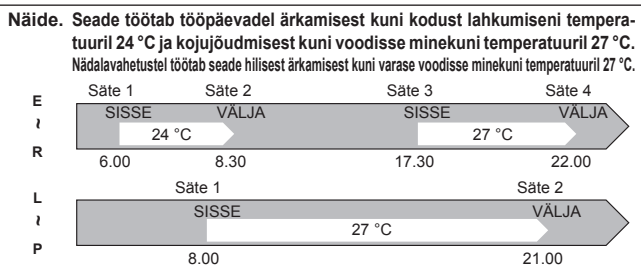 Näide. Seade töötab tööpäevadel ärkamisest kuni kodust lahkumiseni tempera-
tuuril 24 °C ja kojujõudmisest kuni voodisse minekuni temperatuuril 27 °C.
Nädalavahetustel töötab seade hilisest ärkamisest kuni varase voodisse minekuni temperatuuril 27 °C.
Säte 1 Säte 2 Säte 3 Säte 4
E ~ R
SISSE VÄLJA SISSE VÄLJA
24 °C 27 °C
6.00 8.30 17.30 22.00
Säte 1 Säte 2
L ~ P
SISSE VÄLJA
27 °C
8.00 21.00